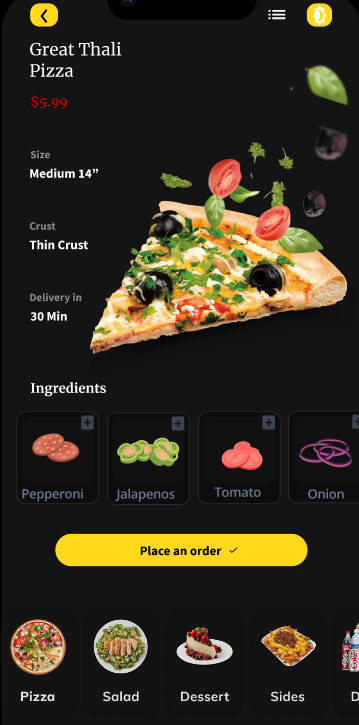 Great Thali
Pizza
$5.99
Size
Medium 14”
Crust
Thin Crust
Delivery in
30 Min
Ingredients
Pepperoni
Jalapenos
Tomato
Onion
Place an order
Pizza
Salad
Dessert
Sides
D